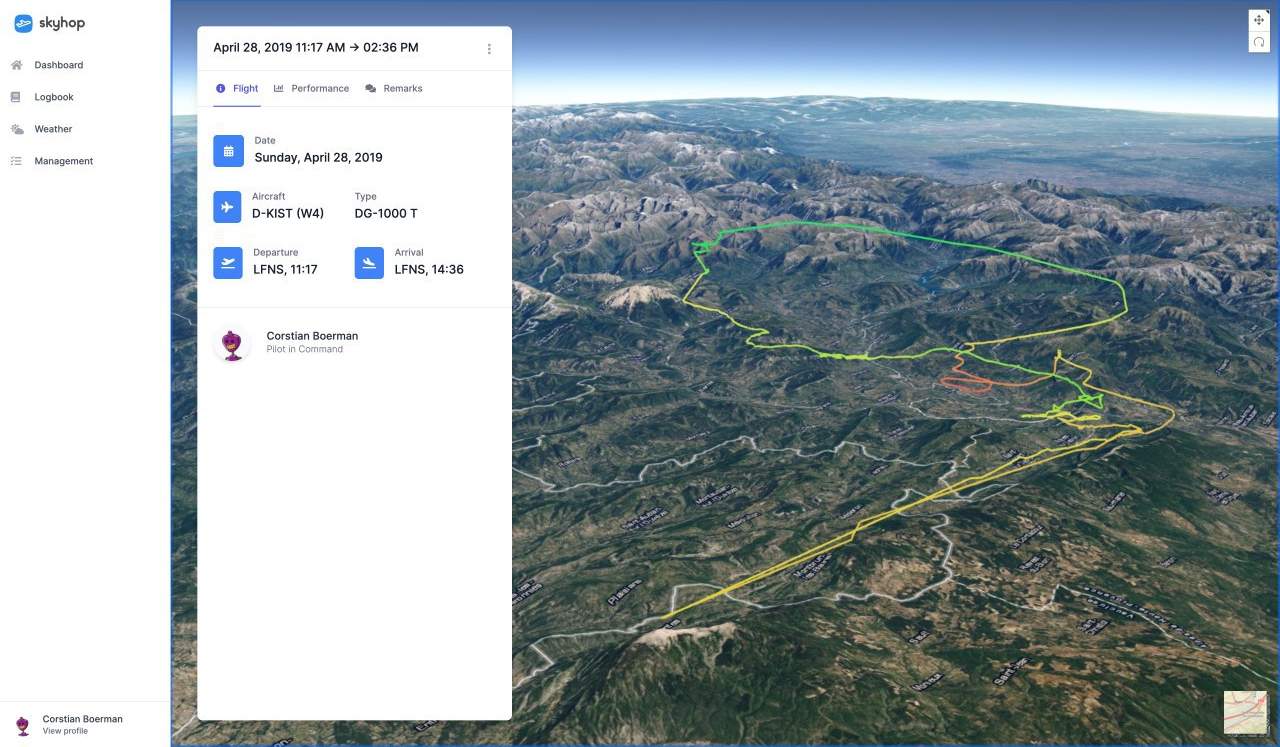 skyhop
Dashboard
Logbook
Weather
Management
April 28, 2019 11:17 AM → 02:36 PM
Flight
Performance
Remarks
Date
Sunday, April 28, 2019
Aircraft
D-KIST (W4)
Type
DG-1000 T
Departure
LFNS, 11:17
Arrival
LFNS, 14:36
Corstian Boerman
Pilot in Command
Corstian Boerman
View profile